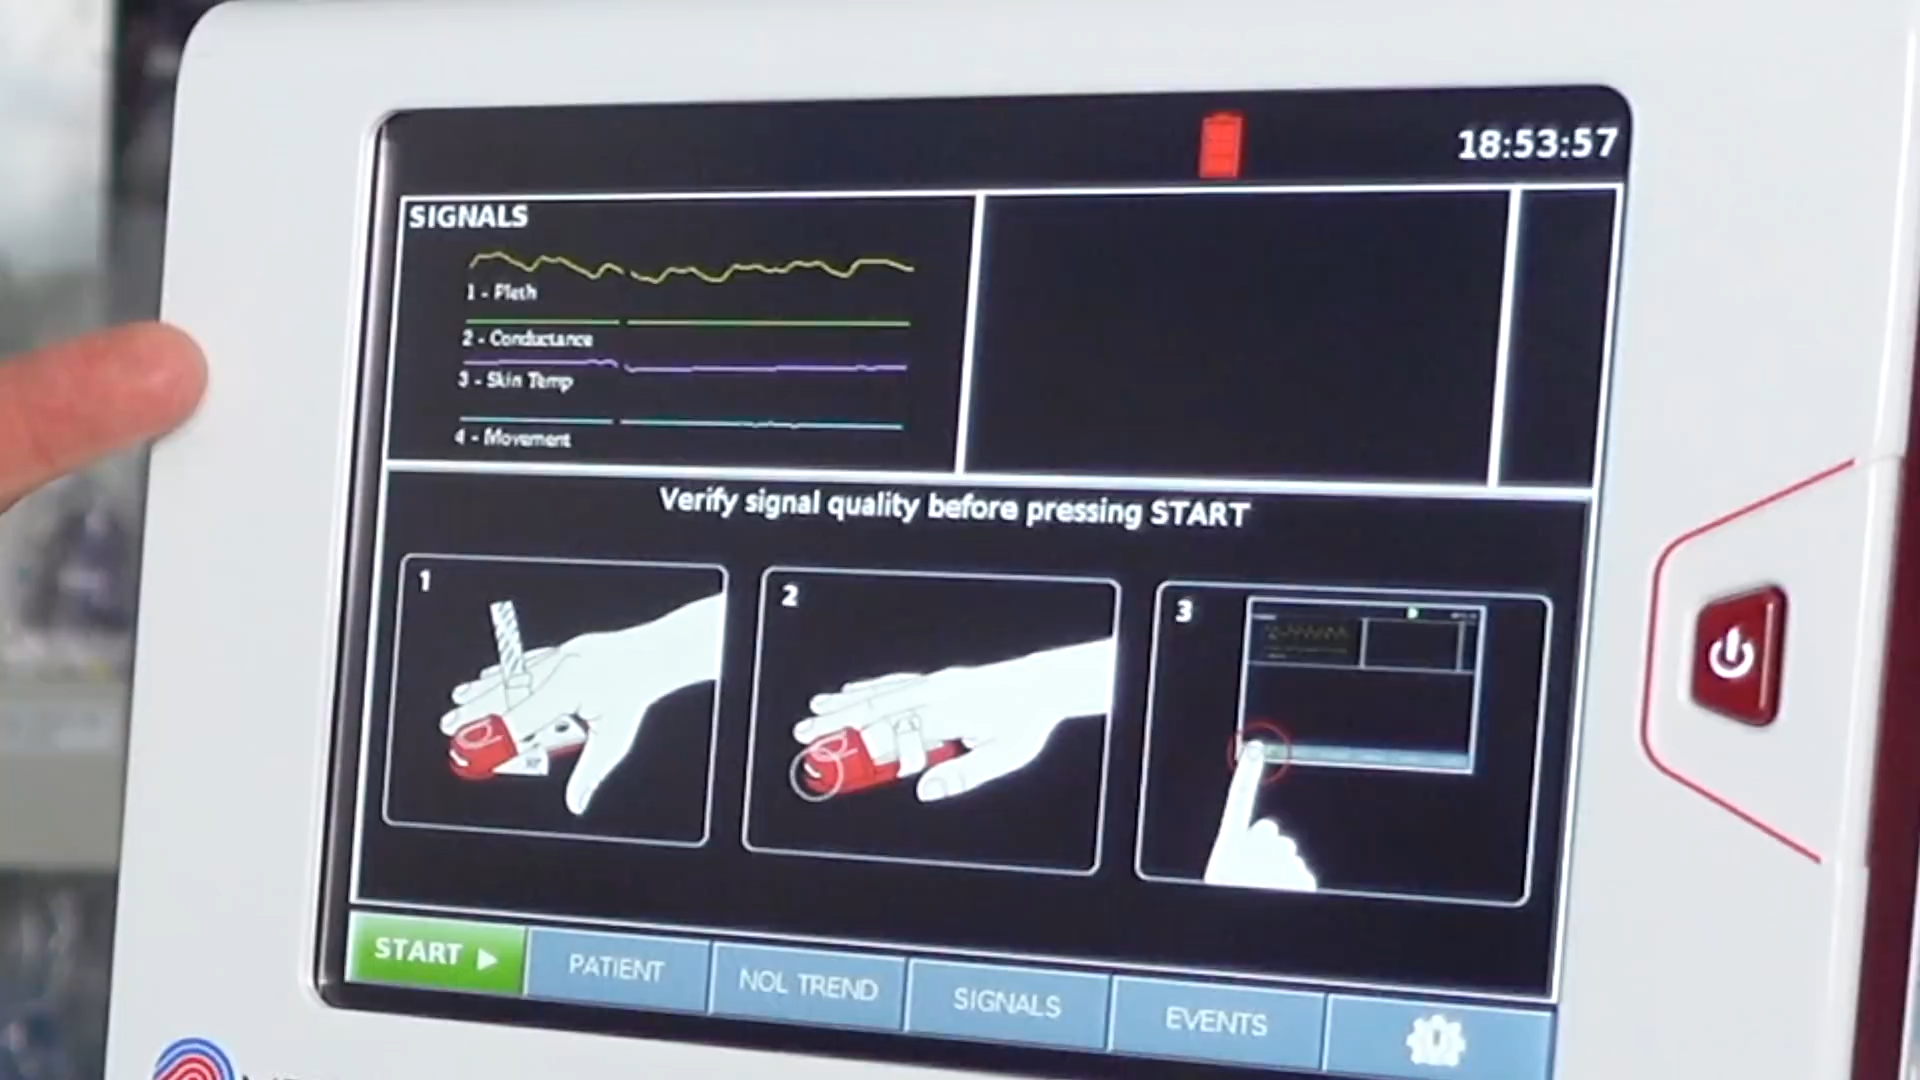 18:53:57
SIGNALS
1 - Pleth
2 - Conductance
3 - Skin Temp
4 - Movement
Verify signal quality before pressing START
1
2
3
START
PATIENT
NOL TREND
SIGNALS
EVENTS